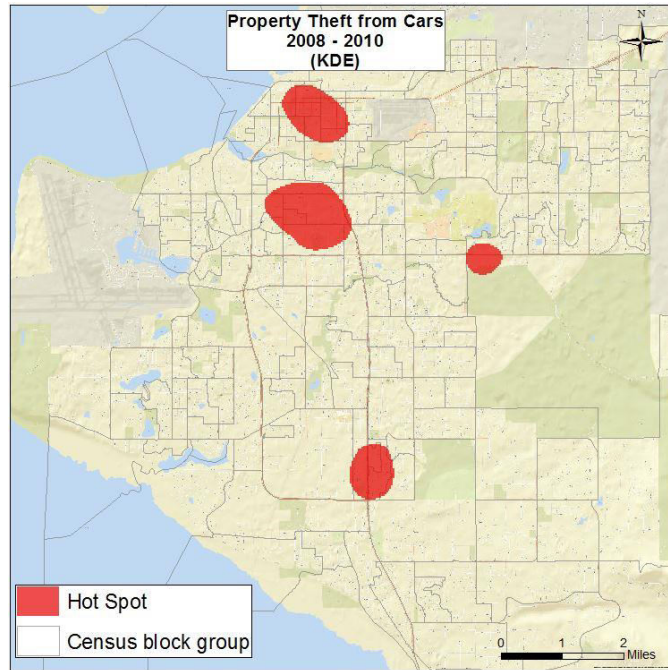 Property Theft from Cars
2008 - 2010
(KDE)
N
Hot Spot
Census block group
0 1 2
Miles